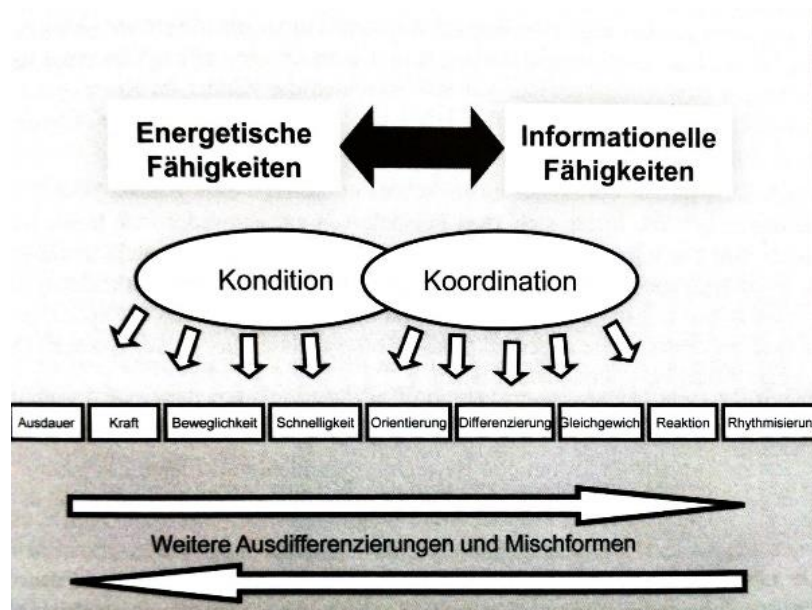 Energetische
Fähigkeiten
Informationelle
Fähigkeiten
Kondition
Koordination
Ausdauer
Kraft
Beweglichkeit
Schnelligkeit
Orientierung
Differenzierung
Gleichgewich
Reaktion
Rhythmisierun
Weitere Ausdifferenzierungen und Mischformen